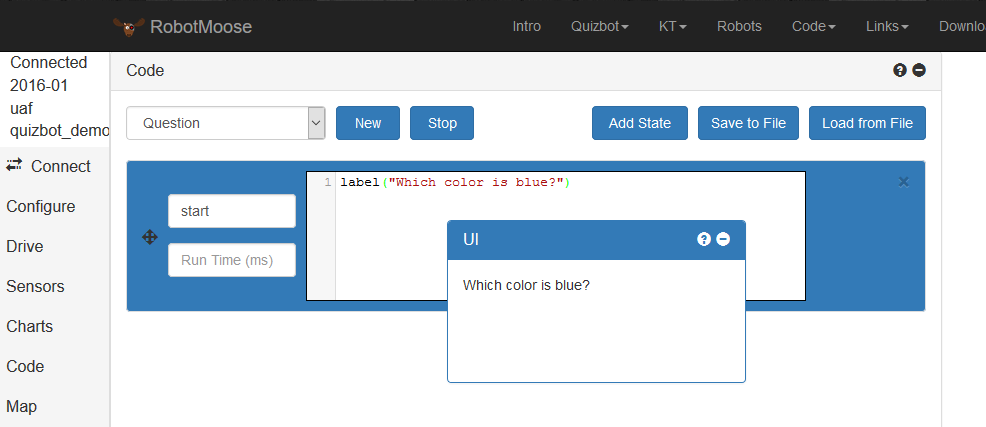 RobotMoose
Intro Quizbot KT Robots Code Links Downlo
Connected
2016-01
uaf
quizbot_demo
Connect
Configure
Drive
Sensors
Charts
Code
Map
Code
Question New Stop Add State Save to File Load from File
start
Run Time (ms)
1 label("Which color is blue?")
UI
Which color is blue?